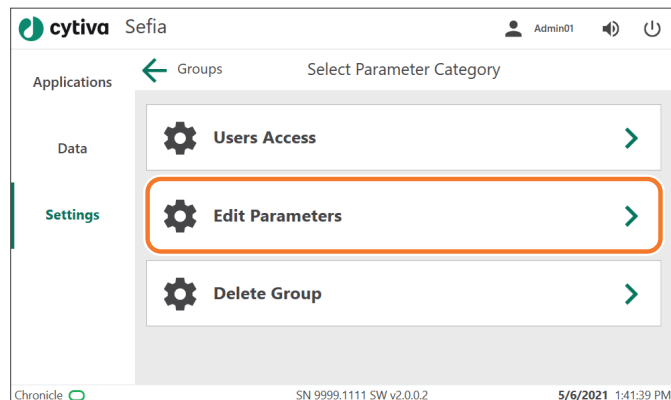 cytiva Sefia Admin01
Applications
Groups Select Parameter Category
Users Access
Data
Settings
Edit Parameters
Delete Group
Chronicle SN 9999.1111 SW v2.0.0.2 5/6/2021 1:41:39 PM